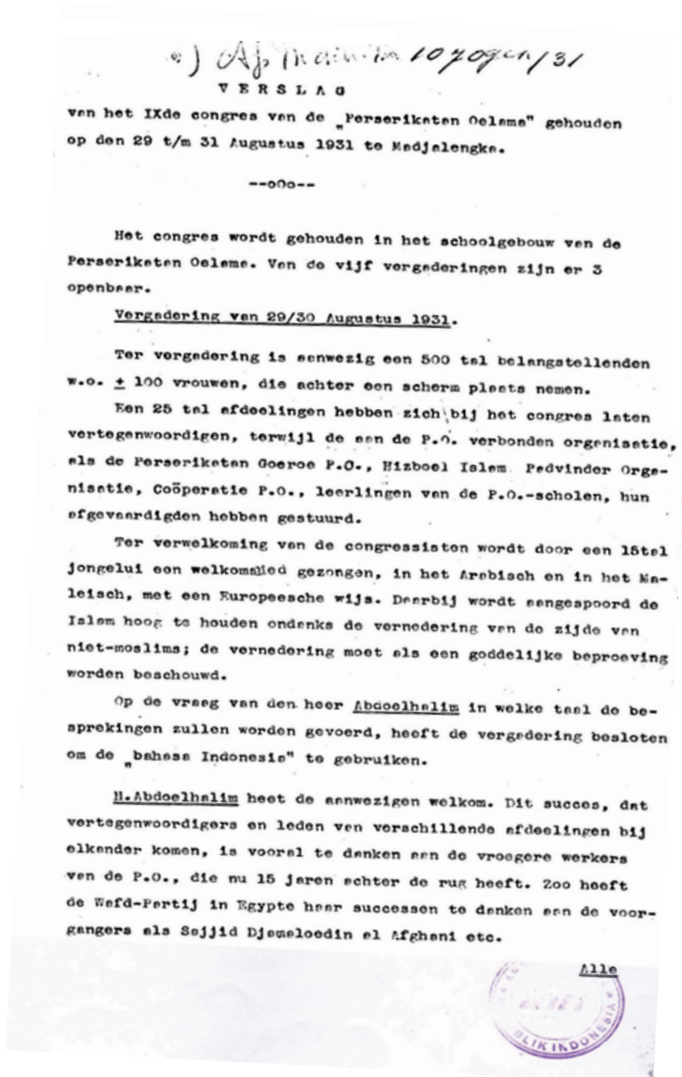 V E R S L A G
van het IXde congres van de „Perserikatan Oelama" gehouden
op den 29 t/m 31 Augustus 1931 te Madjalengka.
--oOo--
Het congres wordt gehouden in het schoolgebouw van de
Perserikatan Oelama. Van de vijf vergaderingen zijn er 3
openbaar.
Vergadering van 29/30 Augustus 1931.
Ter vergadering is aanwezig een 500 tal belangstellenden
w.o. ± 100 vrouwen, die achter een scherm plaats nemen.
Een 25 tal afdeelingen hebben zich bij het congres laten
vertegenwoordigen, terwijl de aan de P.O. verbonden organisatie,
als de Perserikatan Goeroe P.O., Hizboel Islam Padvinder Orga-
nisatie, Coöperatie P.O., leerlingen van de P.O.-scholen, hun
afgevaardigden hebben gestuurd.
Ter verwelkoming van de congressisten wordt door een 15tal
jongelui een welkomslied gezongen, in het Arabisch en in het Ma-
leisch, met een Europeesche wijs. Daarbij wordt aangespoord de
Islam hoog te houden ondanks de vernedering van de zijde van
niet-moslims; de vernedering moet als een goddelijke beproeving
worden beschouwd.
Op de vraag van den heer Abdoelhalim in welke taal de be-
sprekingen zullen worden gevoerd, heeft de vergadering besloten
om de „bahasa Indonesia" te gebruiken.
H.Abdoelhalim heet de aanwezigen welkom. Dit succes, dat
vertegenwoordigers en leden van verschillende afdeelingen bij
elkander komen, is vooral te danken aan de vroegere werkers
van de P.O., die nu 15 jaren achter de rug heeft. Zoo heeft
de Wafd-Partij in Egypte haar successen te danken aan de voor-
gangers als Sajjid Djamaloedin al Afghani etc.
Alle
BLIK INDONESIA